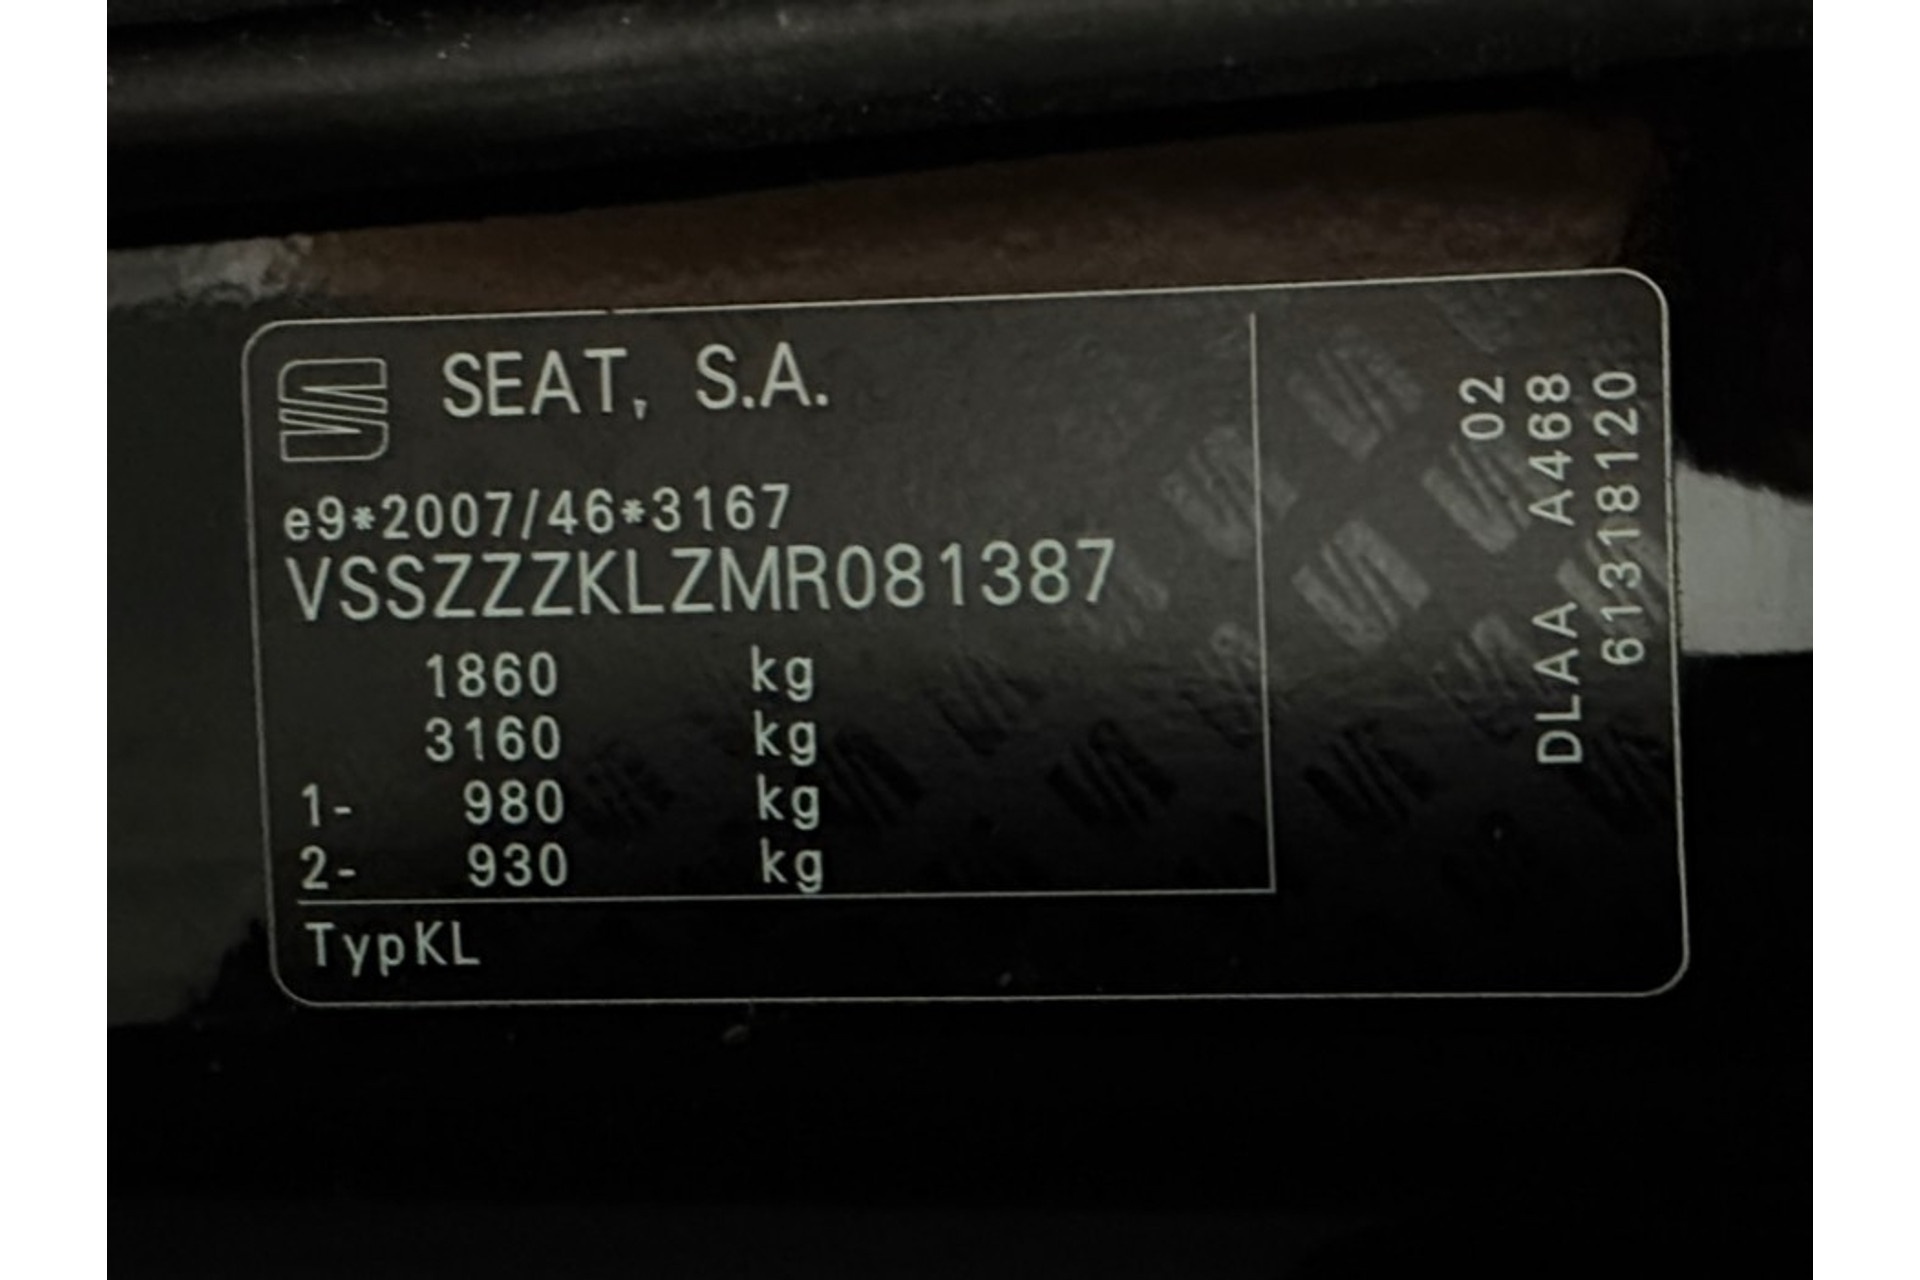 SEAT, S.A.
e9*2007/46*3167
VSSZZZKLZMR081387
1860 kg
3160 kg
1- 980 kg
2- 930 kg
TypKL
02
DLAA A468
61318120